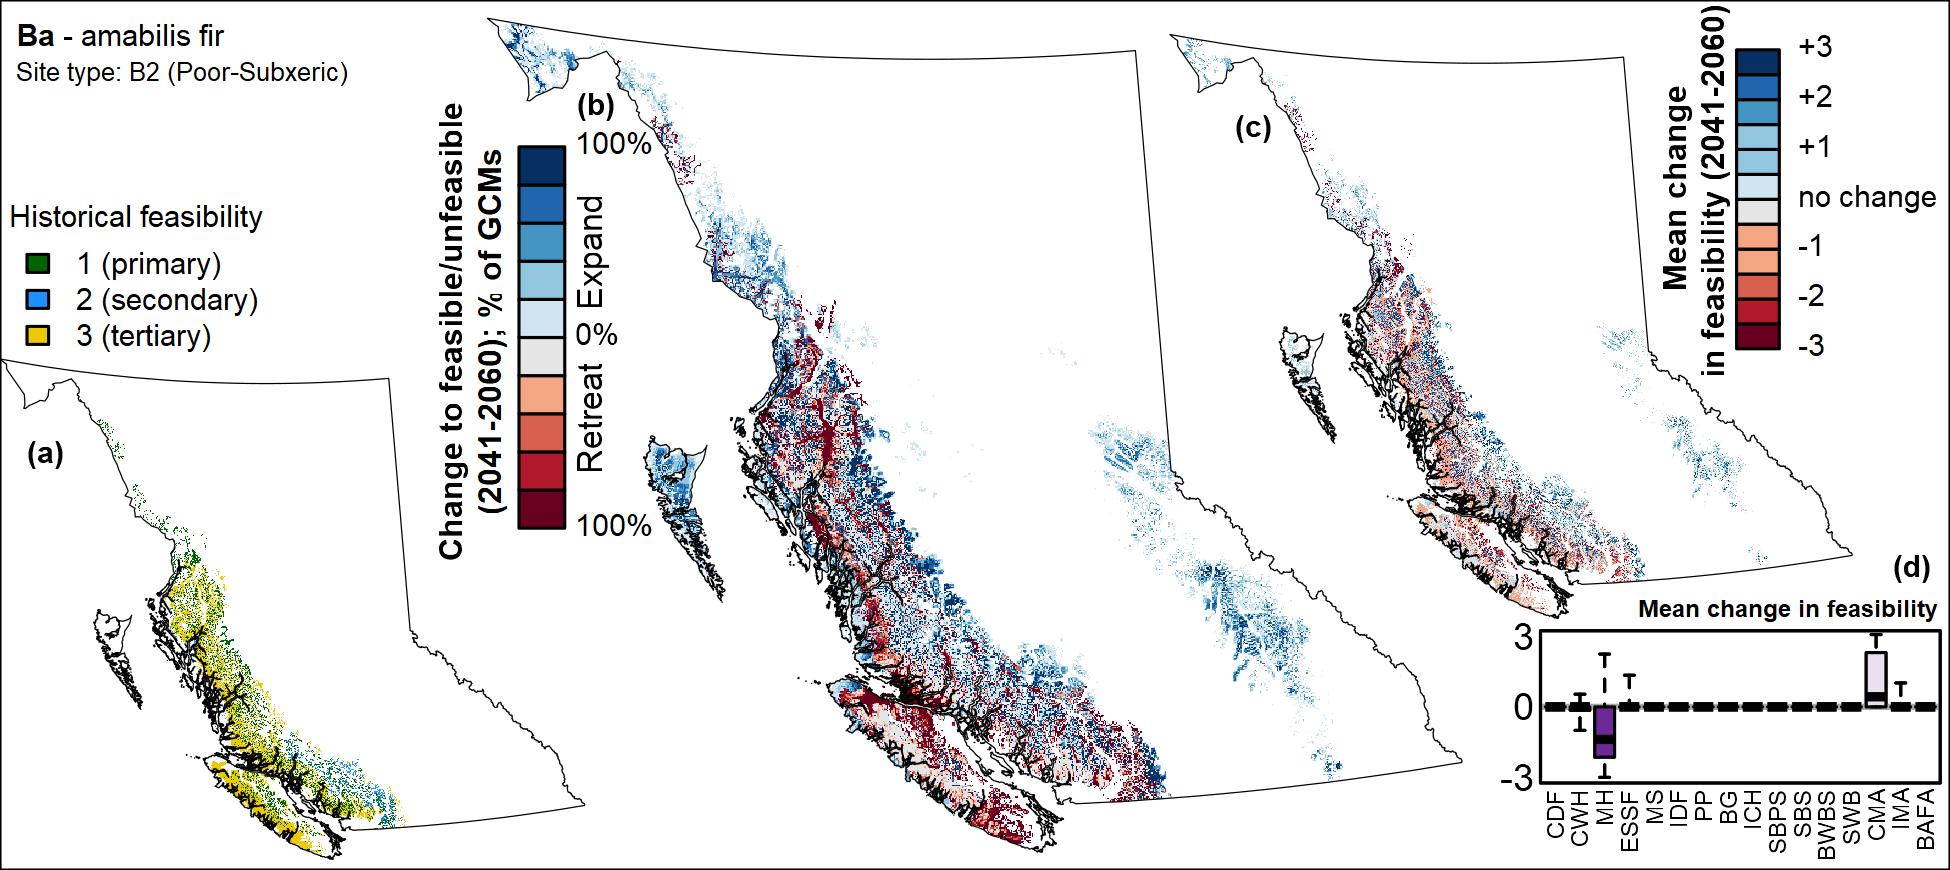 Ba - amabilis fir
Site type: B2 (Poor-Subxeric)
Historical feasibility
1 (primary)
2 (secondary)
3 (tertiary)
(a)
(b)
Change to feasible/unfeasible
(2041-2060); % of GCMs
100%
Expand
0%
Retreat
100%
(c)
Mean change
in feasibility (2041-2060)
+3
+2
+1
no change
-1
-2
-3
(d)
Mean change in feasibility
3
0
-3
CDF
CWH
MH
ESSF
MS
IDF
PP
BG
ICH
SBPS
SBS
BWBS
SWB
CMA
IMA
BAFA